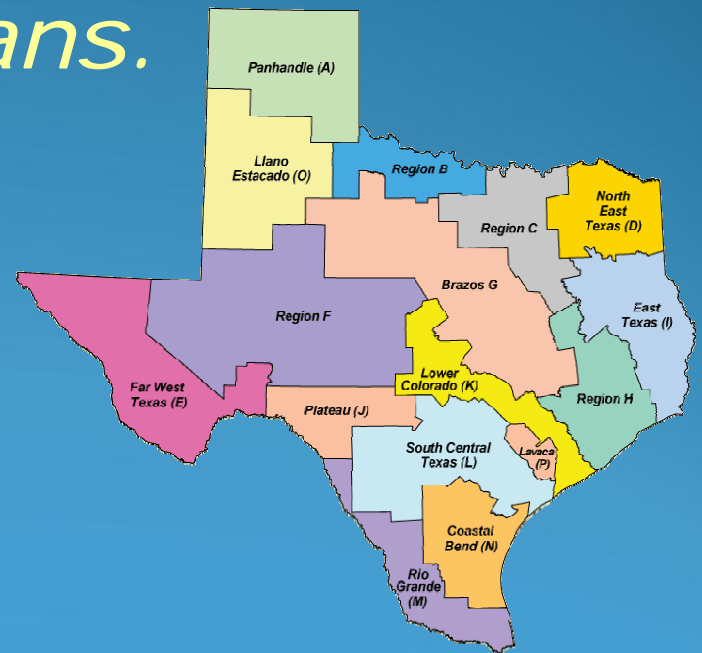 ans.
Panhandle (A)
Llano
Estacado (O)
Region B
Region C
North
East
Texas (D)
Brazos G
East
Texas (I)
Region F
Far West
Texas (E)
Lower
Colorado (K)
Region H
Plateau (J)
South Central
Texas (L)
Lavaca
(P)
Coastal
Bend (N)
Rio
Grande
(M)